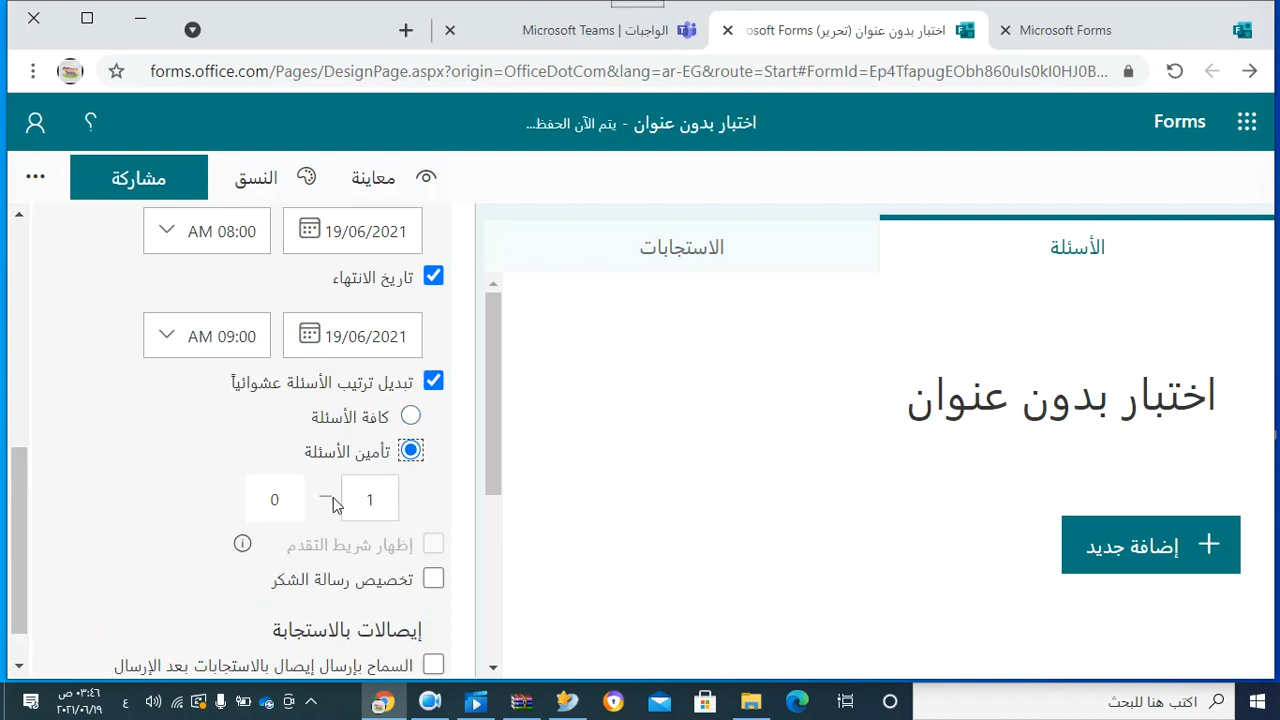 Microsoft Forms
اختبار بدون عنوان (تحرير) osoft Forms
الواجبات | Microsoft Teams
forms.office.com/Pages/DesignPage.aspx?origin=OfficeDotCom&lang=ar-EG&route=Start#FormId=Ep4TfapugEObh860uIs0kI0HJ0B...
Forms
اختبار بدون عنوان - يتم الآن الحفظ...
؟
معاينة
النسق
مشاركة
الأسئلة
الاستجابات
اختبار بدون عنوان
إضافة جديد
19/06/2021
08:00 AM
تاريخ الانتهاء
19/06/2021
09:00 AM
تبديل ترتيب الأسئلة عشوائياً
كافة الأسئلة
تأمين الأسئلة
1 — 0
إظهار شريط التقدم
تخصيص رسالة الشكر
إيصالات بالاستجابة
السماح بإرسال إيصال بالاستجابات بعد الإرسال
اكتب هنا للبحث
ع
٠٣:٤٦ ص
٢٠٢١/٠٦/١٩